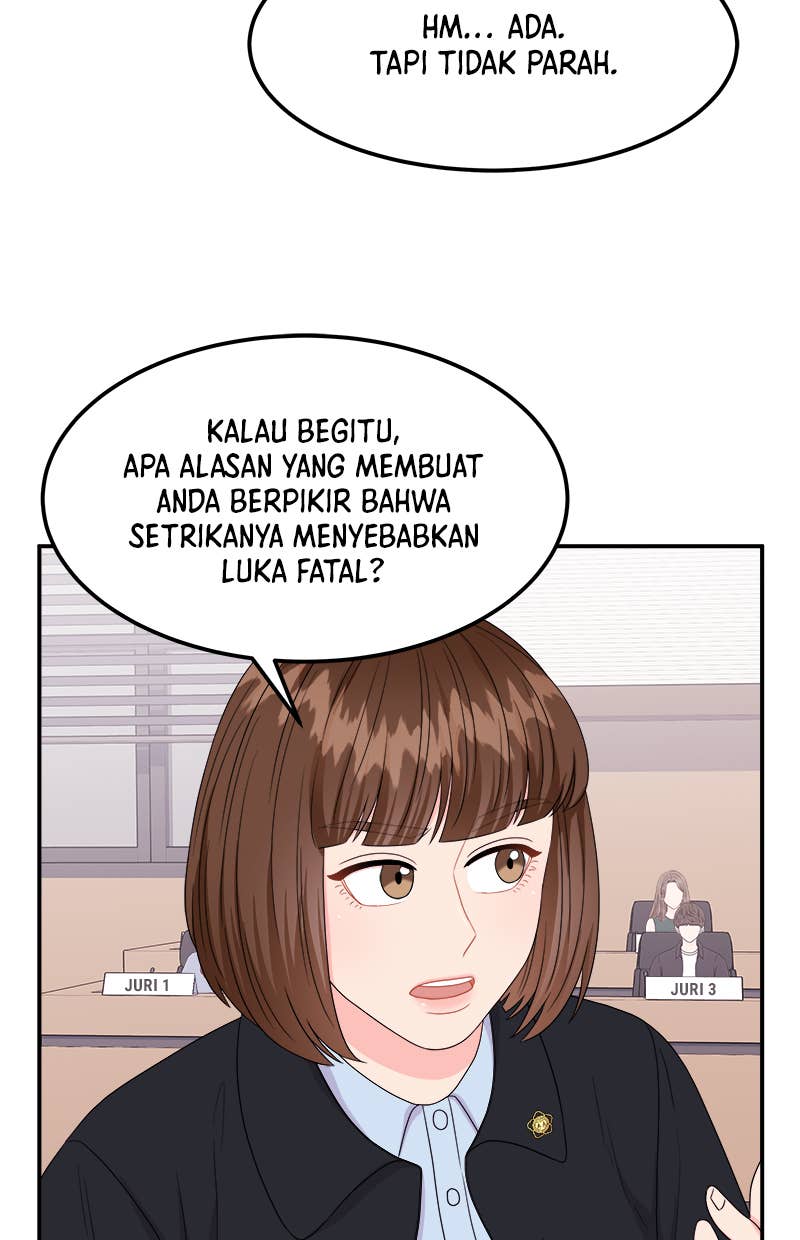 HM... ADA.
TAPI TIDAK PARAH.
KALAU BEGITU,
APA ALASAN YANG MEMBUAT
ANDA BERPIKIR BAHWA
SETRIKANYA MENYEBABKAN
LUKA FATAL?
JURI 1
JURI 3